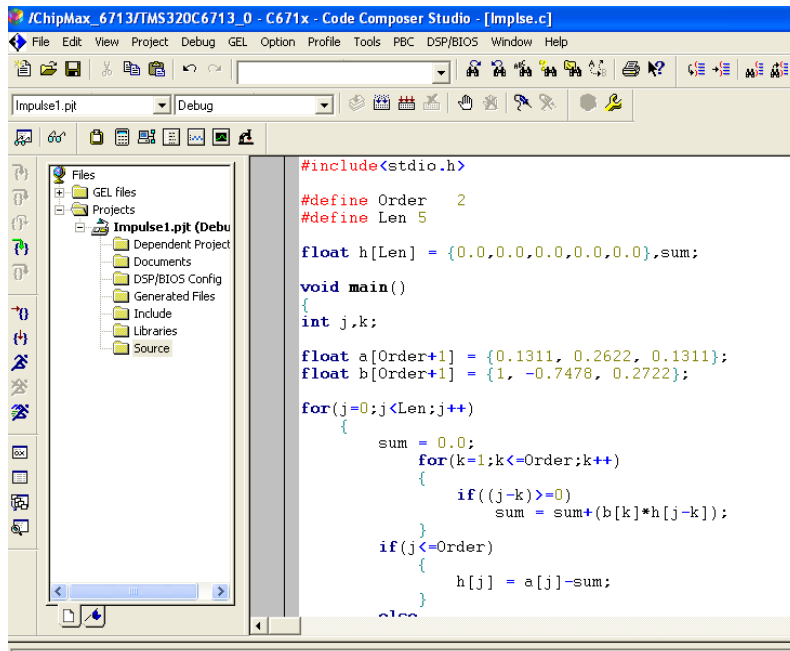 /ChipMax_6713/TMS320C6713_0 - C671x - Code Composer Studio - [Implse.c]
File Edit View Project Debug GEL Option Profile Tools PBC DSP/BIOS Window Help
Impulse1.pjt Debug
Files
GEL files
Projects
Impulse1.pjt (Debu
Dependent Project
Documents
DSP/BIOS Config
Generated Files
Include
Libraries
Source
#include<stdio.h>
#define Order 2
#define Len 5
float h[Len] = {0.0,0.0,0.0,0.0,0.0},sum;
void main()
{
int j,k;
float a[Order+1] = {0.1311, 0.2622, 0.1311};
float b[Order+1] = {1, -0.7478, 0.2722};
for(j=0;j<Len;j++)
{
sum = 0.0;
for(k=1;k<=Order;k++)
{
if((j-k)>=0)
sum = sum+(b[k]*h[j-k]);
}
if(j<=Order)
{
h[j] = a[j]-sum;
}
else